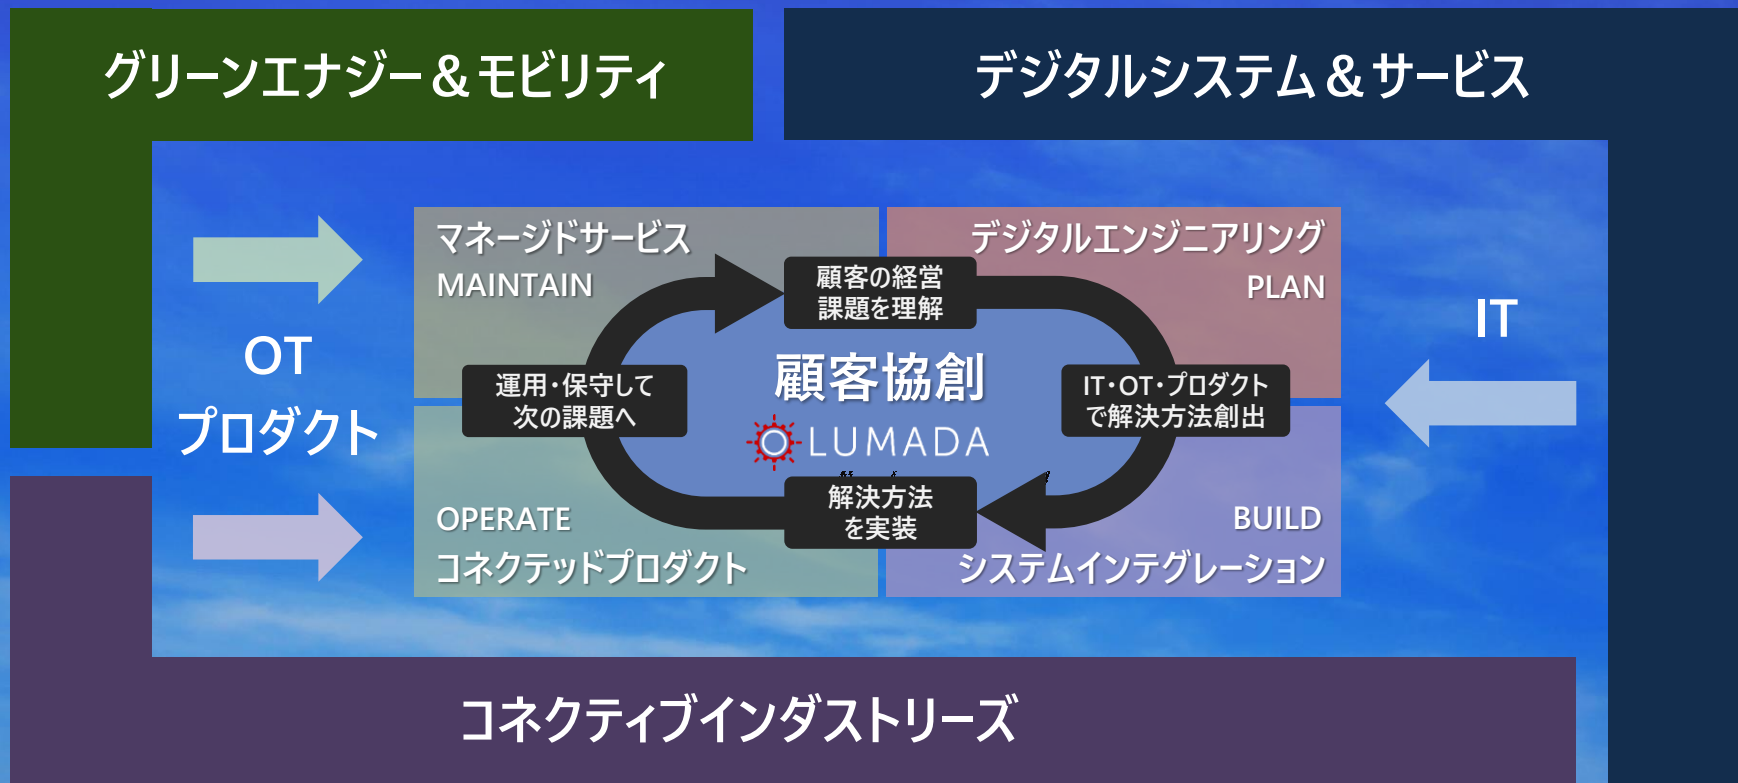 グリーンエナジー＆モビリティ
デジタルシステム＆サービス
マネージドサービス
MAINTAIN
デジタルエンジニアリング
PLAN
顧客の経営
課題を理解
OT
プロダクト
IT
顧客協創
LUMADA
運用・保守して
次の課題へ
IT・OT・プロダクト
で解決方法創出
解決方法
を実装
OPERATE
コネクテッドプロダクト
BUILD
システムインテグレーション
コネクティブインダストリーズ